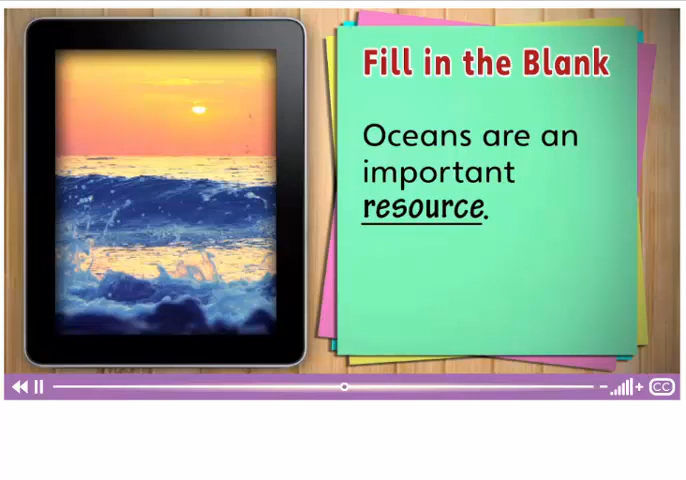 Fill in the Blank
Oceans are an
important
resource.
CC